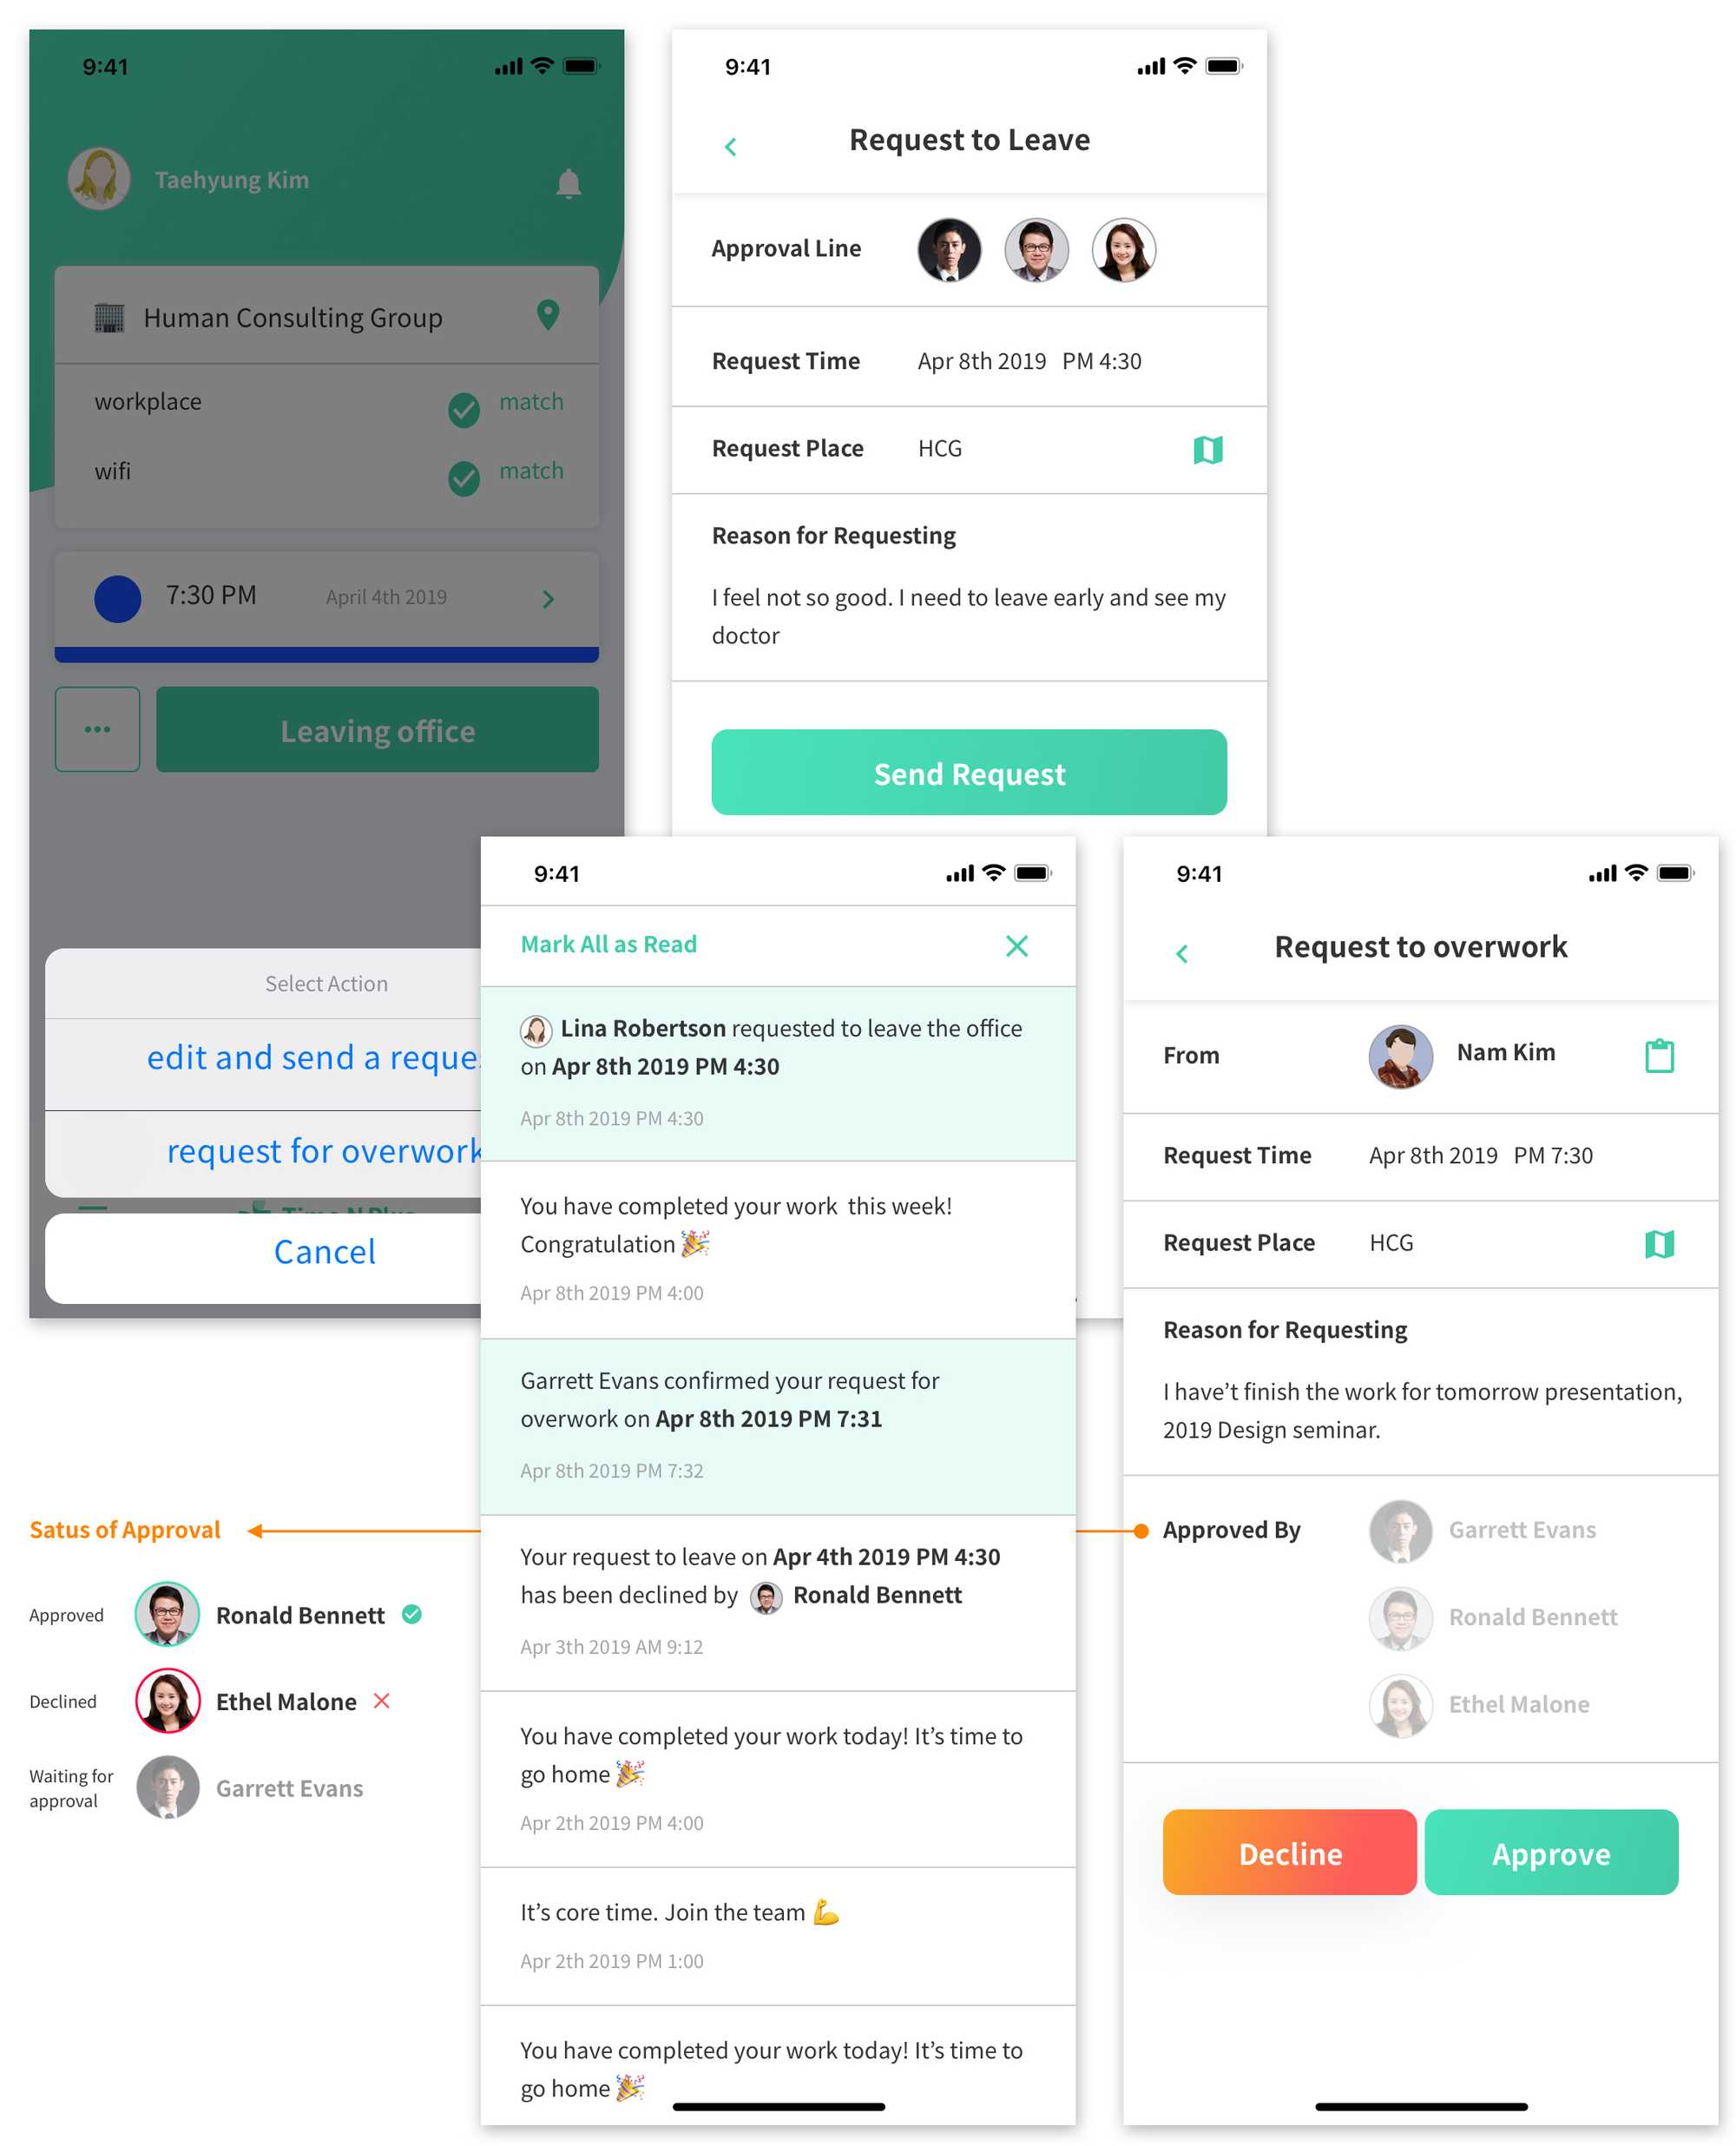 9:41
Taehyung Kim
Human Consulting Group
workplace
match
wifi
match
7:30 PM
April 4th 2019
Leaving office
Select Action
edit and send a reque
request for overwork
Cancel
9:41
Request to Leave
Approval Line
Request Time
Apr 8th 2019 PM 4:30
Request Place
HCG
Reason for Requesting
I feel not so good. I need to leave early and see my
doctor
Send Request
9:41
Mark All as Read
Lina Robertson requested to leave the office
on Apr 8th 2019 PM 4:30
Apr 8th 2019 PM 4:30
You have completed your work this week!
Congratulation 🎉
Apr 8th 2019 PM 4:00
Garrett Evans confirmed your request for
overwork on Apr 8th 2019 PM 7:31
Apr 8th 2019 PM 7:32
Your request to leave on Apr 4th 2019 PM 4:30
has been declined by Ronald Bennett
Apr 3th 2019 AM 9:12
You have completed your work today! It’s time to
go home 🎉
Apr 2th 2019 PM 4:00
It’s core time. Join the team 💪
Apr 2th 2019 PM 1:00
You have completed your work today! It’s time to
go home 🎉
9:41
Request to overwork
From
Nam Kim
Request Time
Apr 8th 2019 PM 7:30
Request Place
HCG
Reason for Requesting
I have’t finish the work for tomorrow presentation,
2019 Design seminar.
Approved By
Garrett Evans
Ronald Bennett
Ethel Malone
Decline
Approve
Satus of Approval
Approved
Ronald Bennett
Declined
Ethel Malone
Waiting for
approval
Garrett Evans